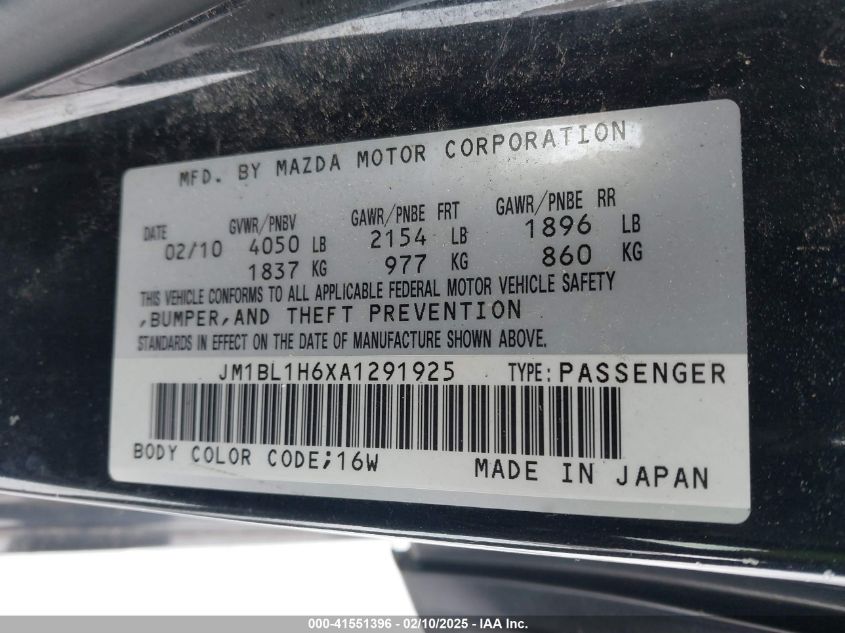 MFD. BY MAZDA MOTOR CORPORATION
DATE GVWR/PNBV GAWR/PNBE FRT GAWR/PNBE RR
02/10 4050 LB 2154 LB 1896 LB
1837 KG 977 KG 860 KG
THIS VEHICLE CONFORMS TO ALL APPLICABLE FEDERAL MOTOR VEHICLE SAFETY
,BUMPER,AND THEFT PREVENTION
STANDARDS IN EFFECT ON THE DATE OF MANUFACTURE SHOWN ABOVE.
JM1BL1H6XA1291925 TYPE: PASSENGER
BODY COLOR CODE;16W MADE IN JAPAN
000-41551396 — 02/10/2025 — IAA Inc.